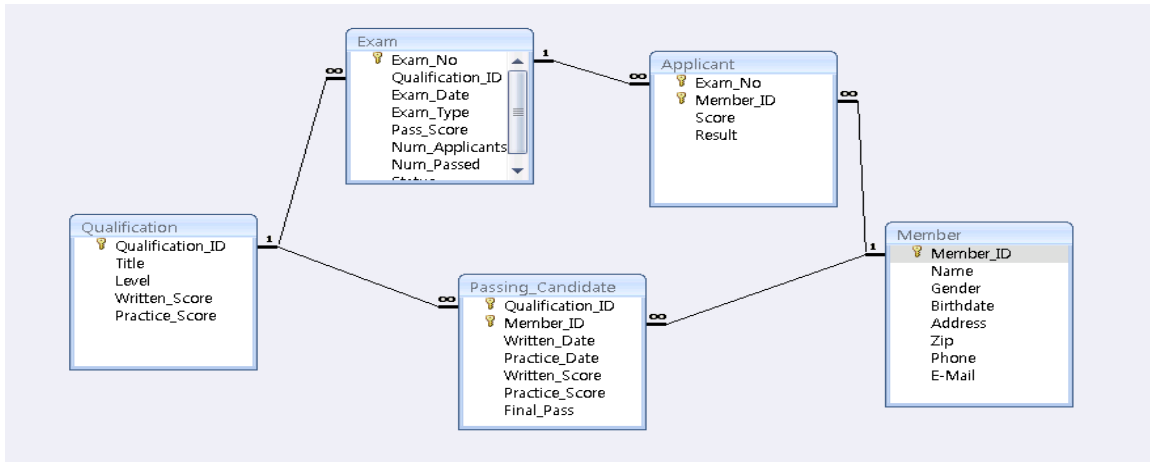 Exam
Exam_No
Qualification_ID
Exam_Date
Exam_Type
Pass_Score
Num_Applicants
Num_Passed
Status
1
∞
Applicant
Exam_No
Member_ID
Score
Result
∞
∞
Qualification
Qualification_ID
Title
Level
Written_Score
Practice_Score
1
Passing_Candidate
Qualification_ID
Member_ID
Written_Date
Practice_Date
Written_Score
Practice_Score
Final_Pass
∞
∞
Member
Member_ID
Name
Gender
Birthdate
Address
Zip
Phone
E-Mail
1